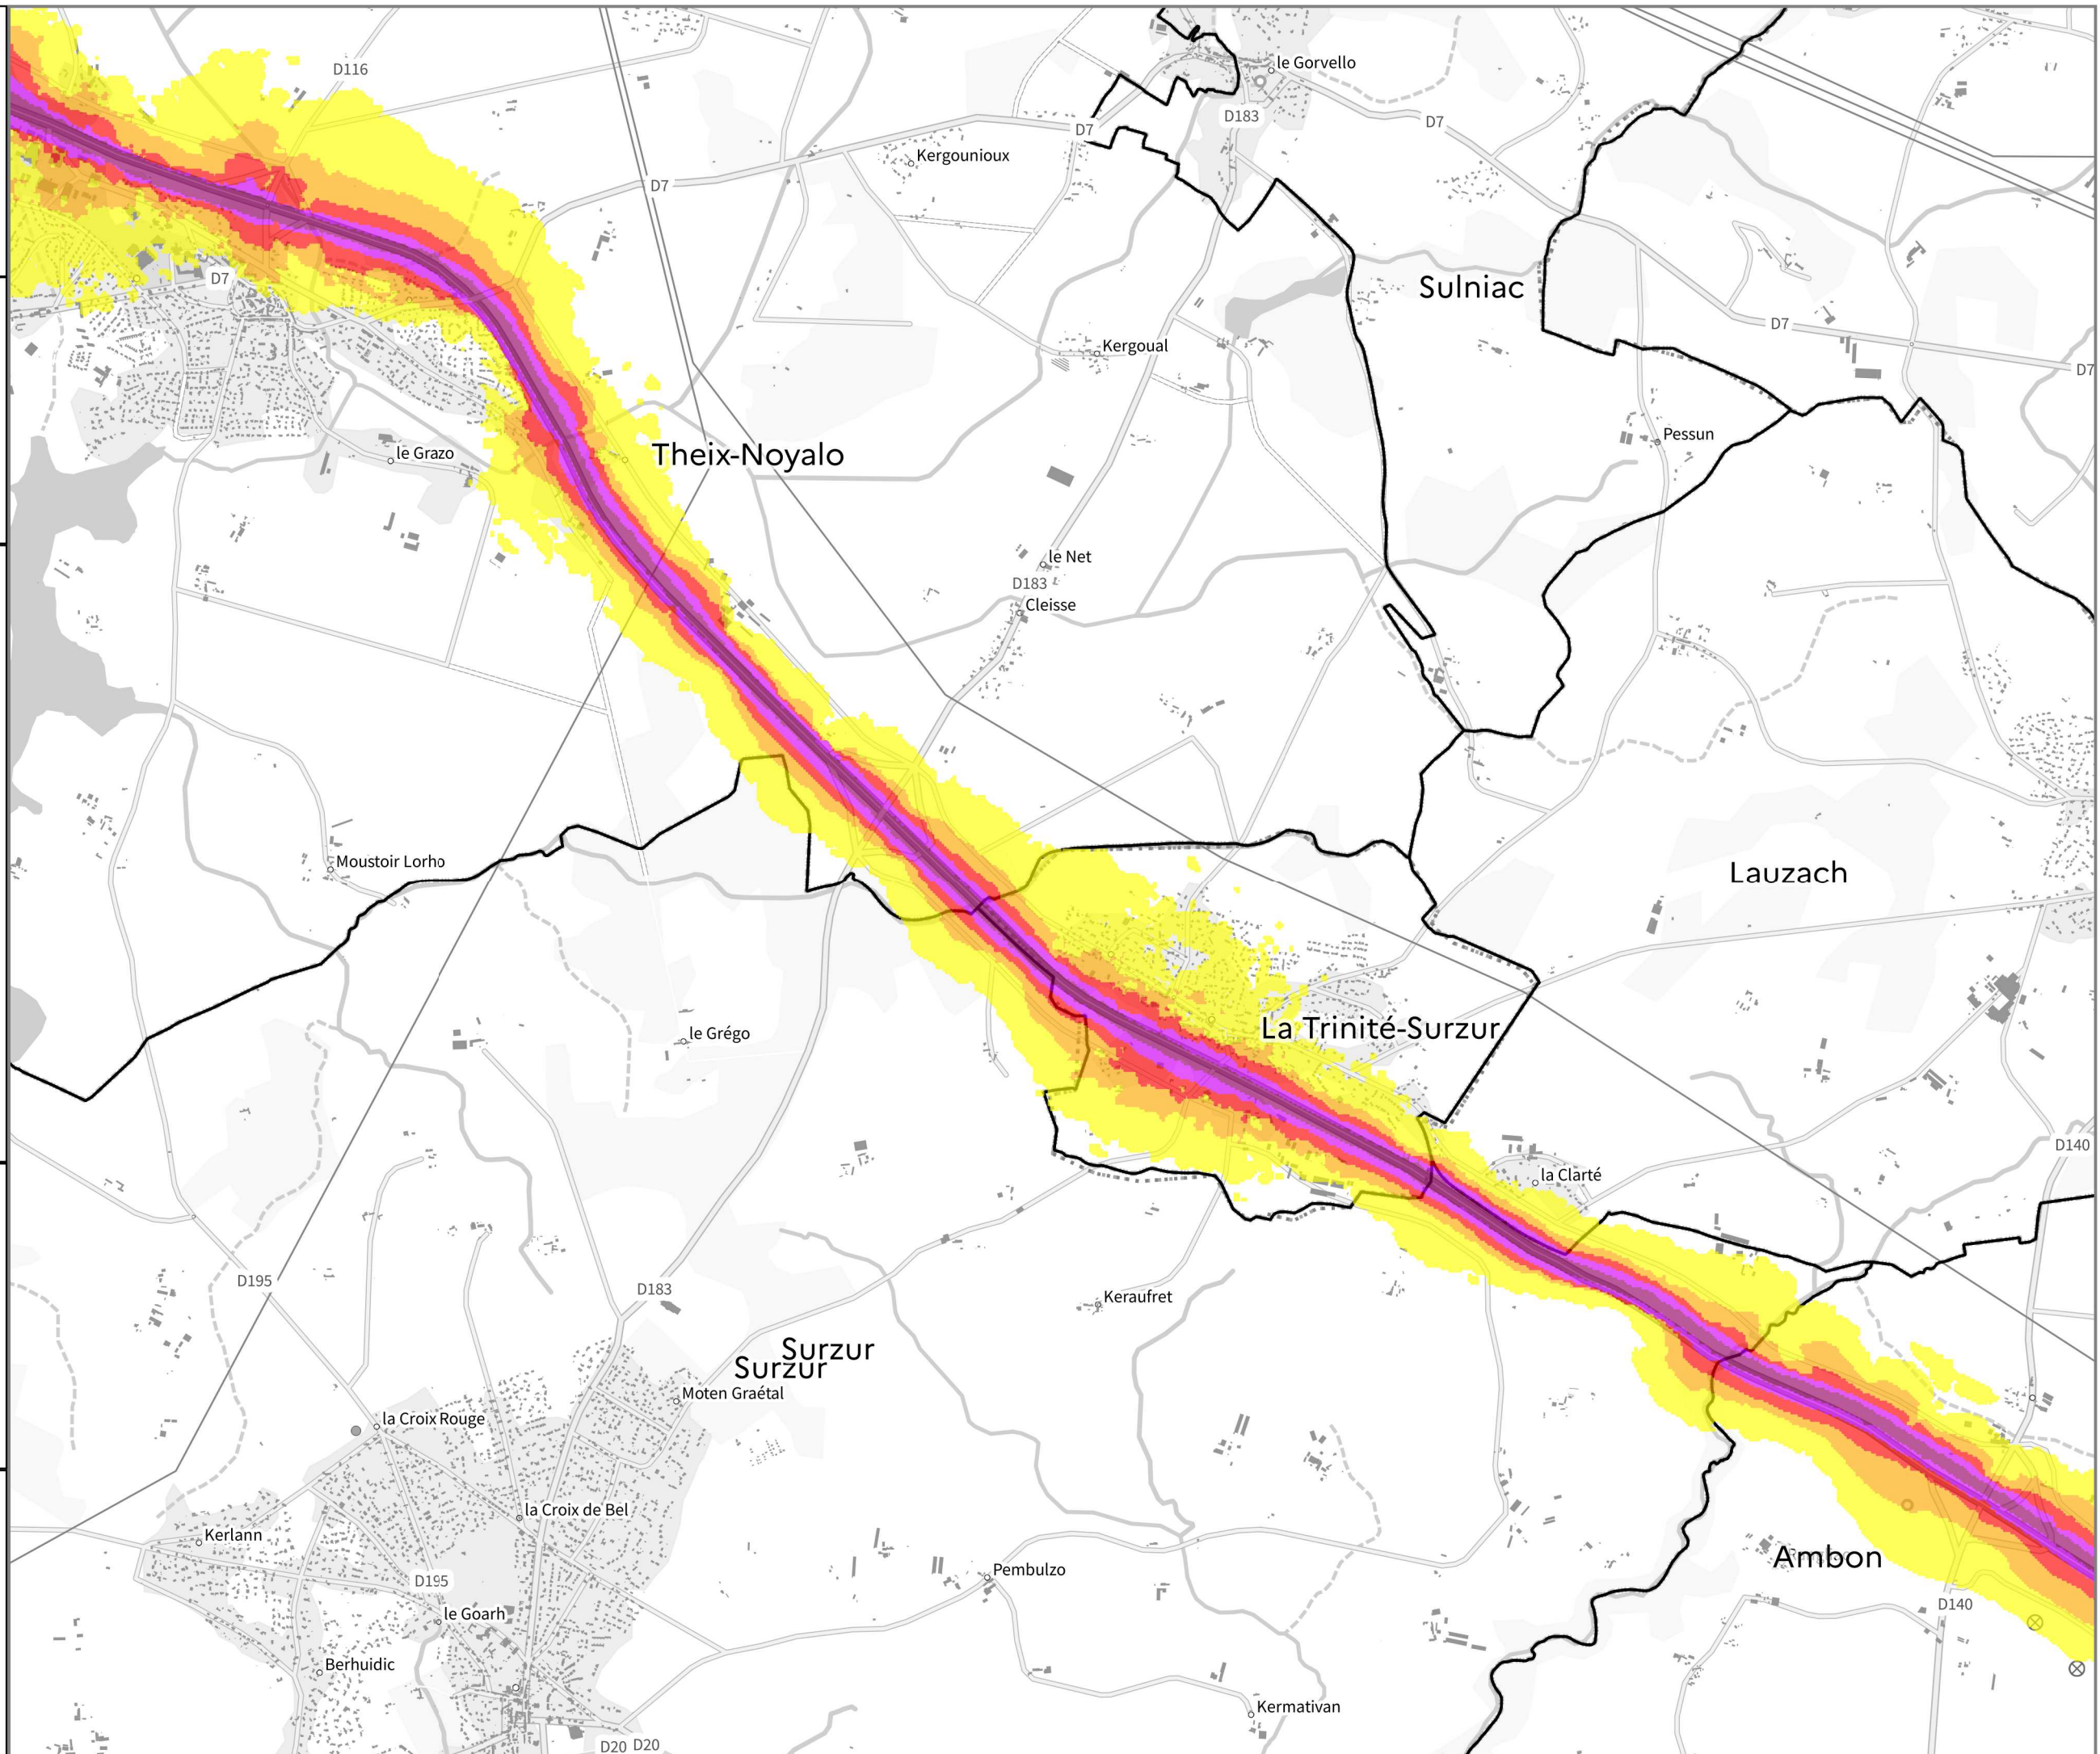 le Gorvello
D116
D183
D7
D7
Kergounioux
D7
D7
Sulniac
D7
Kergoual
D7
Pessun
le Grazo
Theix-Noyalo
le Net
D183
Cleisse
Moustoir Lorho
Lauzach
le Grégo
La Trinité-Surzur
D140
la Clarté
D195
D183
Keraufret
Surzur
Surzur
Moten Graétal
la Croix Rouge
la Croix de Bel
Kerlann
Ambon
Pembulzo
D195
D140
le Goarh
Berhuidic
Kermativan
D20 D20